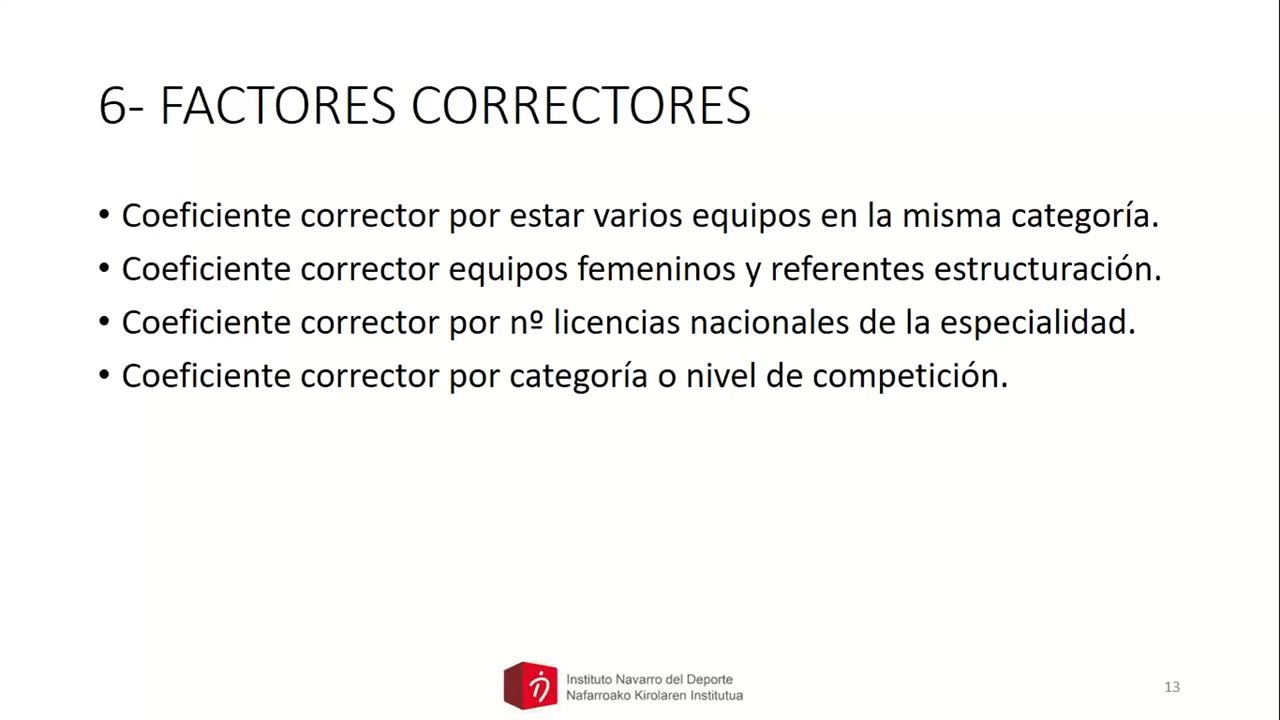 6- FACTORES CORRECTORES
• Coeficiente corrector por estar varios equipos en la misma categoría.
• Coeficiente corrector equipos femeninos y referentes estructuración.
• Coeficiente corrector por nº licencias nacionales de la especialidad.
• Coeficiente corrector por categoría o nivel de competición.
Instituto Navarro del Deporte
Nafarroako Kirolaren Institutua
13